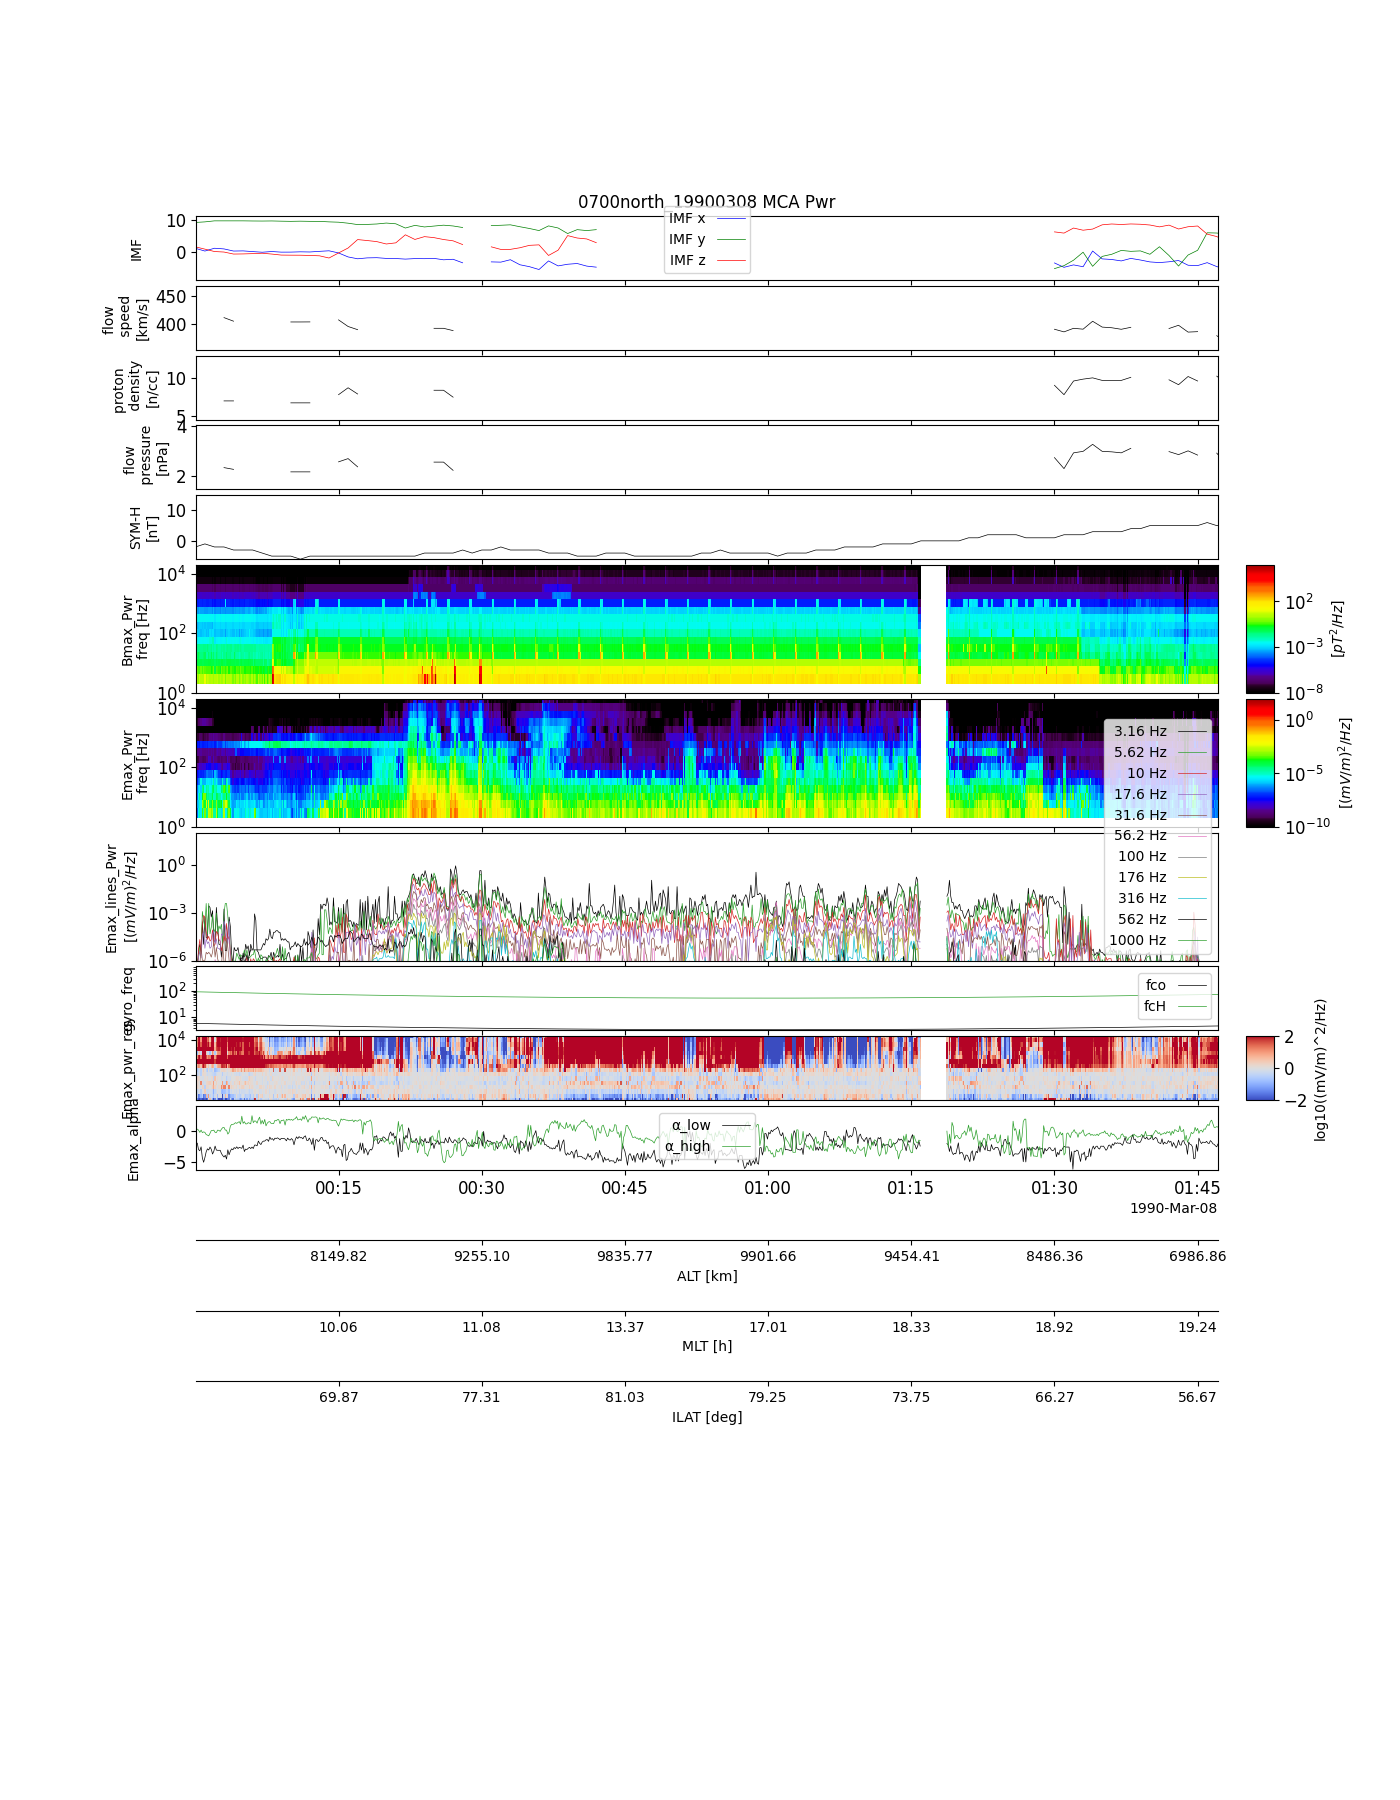 0700north_19900308 MCA Pwr
IMF
10
0
IMF x
IMF y
IMF z
flow
speed
[km/s]
450
400
proton
density
[n/cc]
10
5
flow
pressure
[nPa]
4
2
SYM-H
[nT]
10
0
Bmax_Pwr
freq [Hz]
10^4
10^2
10^0
10^2
10^-3
10^-8
[pT^2/Hz]
Emax_Pwr
freq [Hz]
10^4
10^2
10^0
10^0
10^-5
10^-10
[(mV/m)^2/Hz]
3.16 Hz
5.62 Hz
10 Hz
17.6 Hz
31.6 Hz
56.2 Hz
100 Hz
176 Hz
316 Hz
562 Hz
1000 Hz
Emax_lines_Pwr
[(mV/m)^2/Hz]
10^0
10^-3
10^-6
gyro_freq
10^2
10^1
fco
fcH
Emax_pwr_reg
10^4
10^2
2
0
−2
log10((mV/m)^2/Hz)
Emax_alpha
0
−5
α_low
α_high
00:15 00:30 00:45 01:00 01:15 01:30 01:45
1990-Mar-08
8149.82 9255.10 9835.77 9901.66 9454.41 8486.36 6986.86
ALT [km]
10.06 11.08 13.37 17.01 18.33 18.92 19.24
MLT [h]
69.87 77.31 81.03 79.25 73.75 66.27 56.67
ILAT [deg]